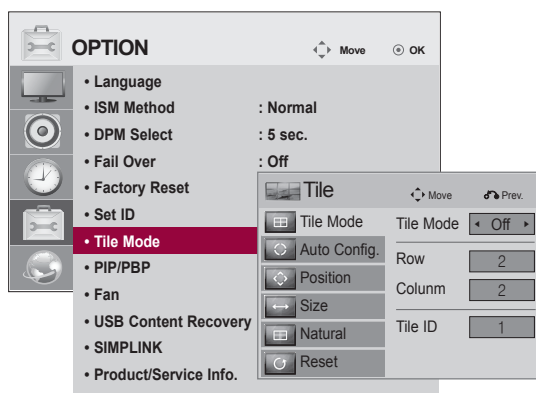 OPTION Move OK
• Language
• ISM Method : Normal
• DPM Select : 5 sec.
• Fail Over : Off
• Factory Reset
• Set ID
• Tile Mode
• PIP/PBP
• Fan
• USB Content Recovery
• SIMPLINK
• Product/Service Info.
Tile Move Prev.
Tile Mode
Auto Config.
Position
Size
Natural
Reset
Tile Mode Off
Row 2
Colunm 2
Tile ID 1